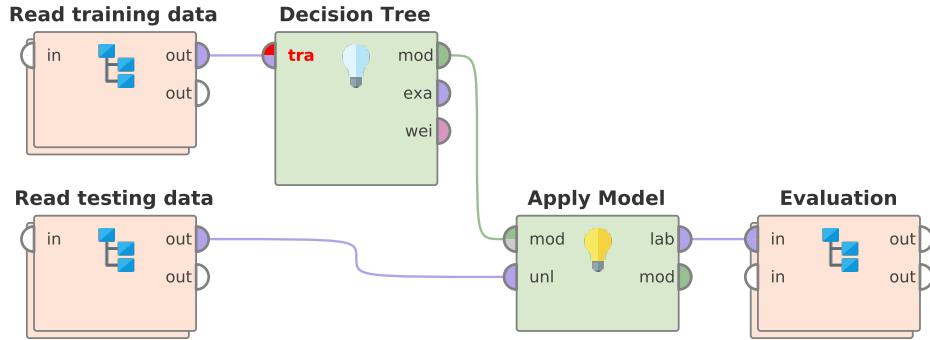 Read training data
in
out
out
Decision Tree
tra
mod
exa
wei
Read testing data
in
out
out
Apply Model
mod
unl
lab
mod
Evaluation
in
in
out
out